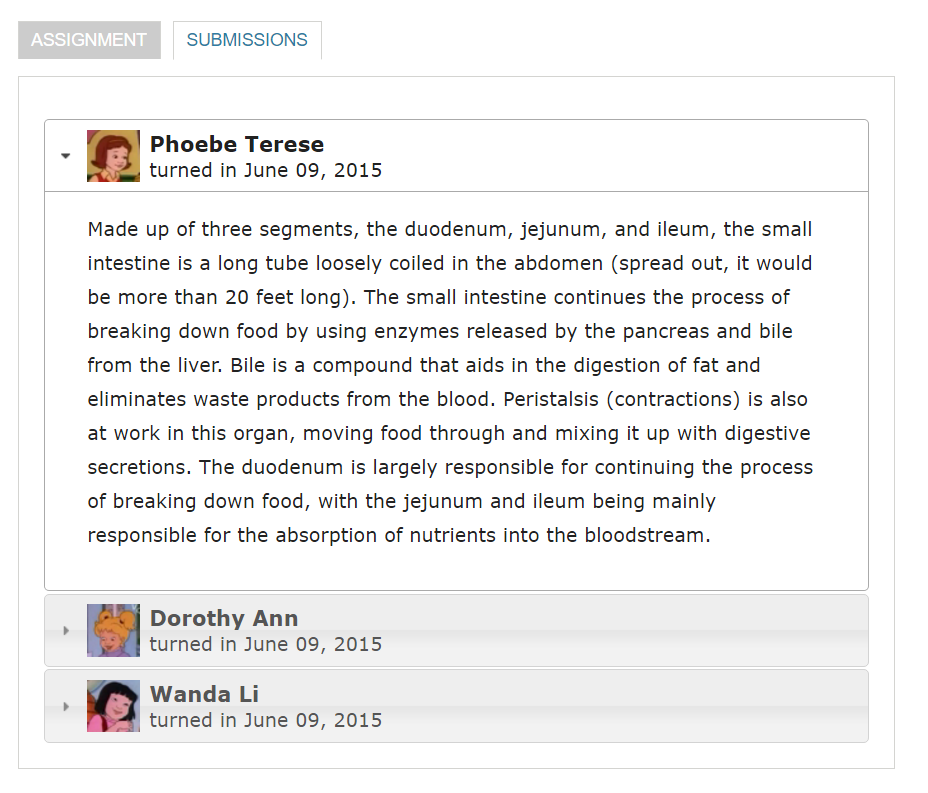 ASSIGNMENT
SUBMISSIONS
Phoebe Terese
turned in June 09, 2015
Made up of three segments, the duodenum, jejunum, and ileum, the small
intestine is a long tube loosely coiled in the abdomen (spread out, it would
be more than 20 feet long). The small intestine continues the process of
breaking down food by using enzymes released by the pancreas and bile
from the liver. Bile is a compound that aids in the digestion of fat and
eliminates waste products from the blood. Peristalsis (contractions) is also
at work in this organ, moving food through and mixing it up with digestive
secretions. The duodenum is largely responsible for continuing the process
of breaking down food, with the jejunum and ileum being mainly
responsible for the absorption of nutrients into the bloodstream.
Dorothy Ann
turned in June 09, 2015
Wanda Li
turned in June 09, 2015